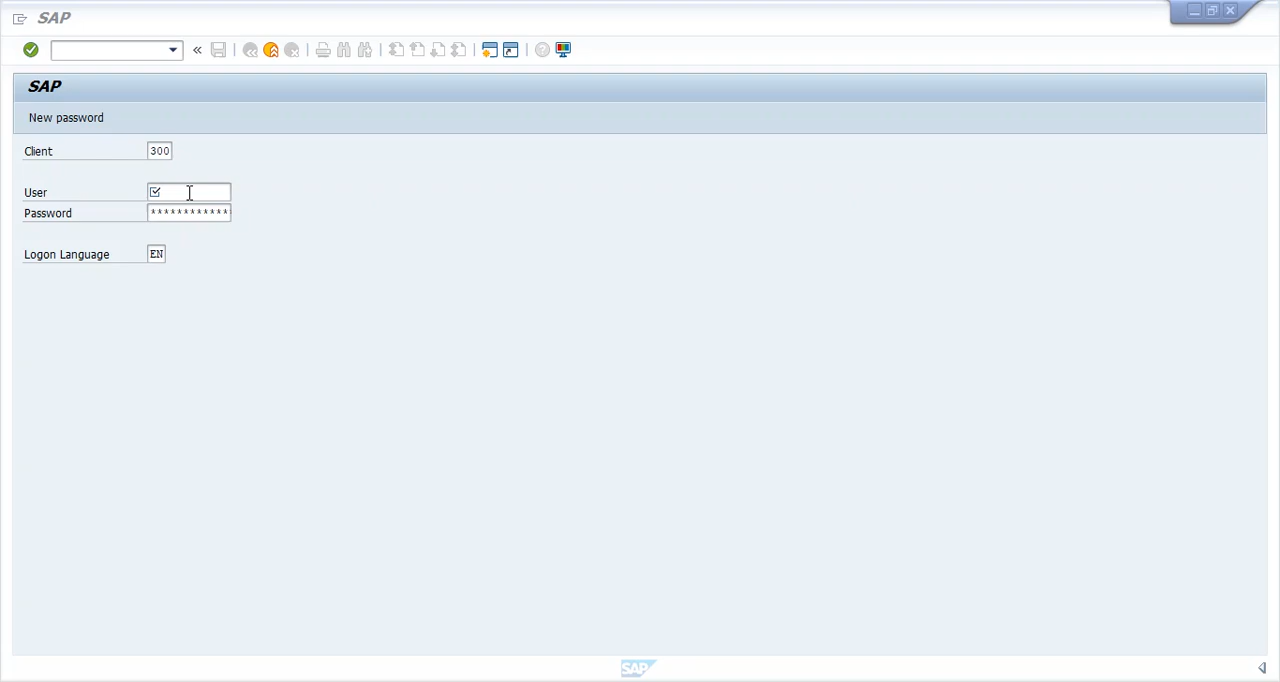 SAP
SAP
New password
Client 300
User
Password ************
Logon Language EN
SAP